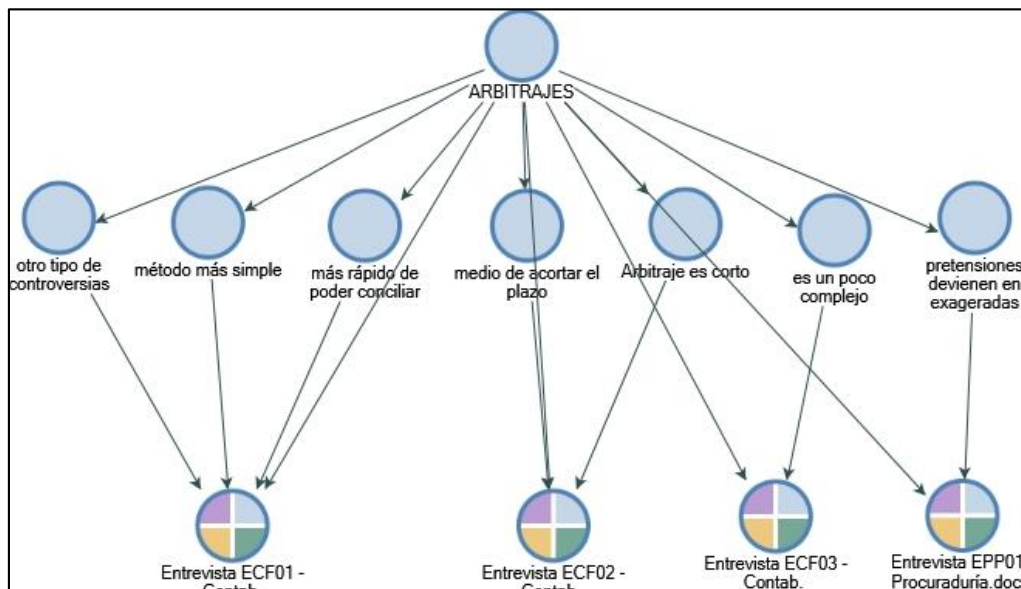 ARBITRAJES
otro tipo de
controversias
método más simple
más rápido de
poder conciliar
medio de acortar el
plazo
Arbitraje es corto
es un poco
complejo
pretensiones
devienen en
exageradas
Entrevista ECF01 -
Contab.
Entrevista ECF02 -
Contab.
Entrevista ECF03 -
Contab.
Entrevista EPP01
Procuraduría.doc